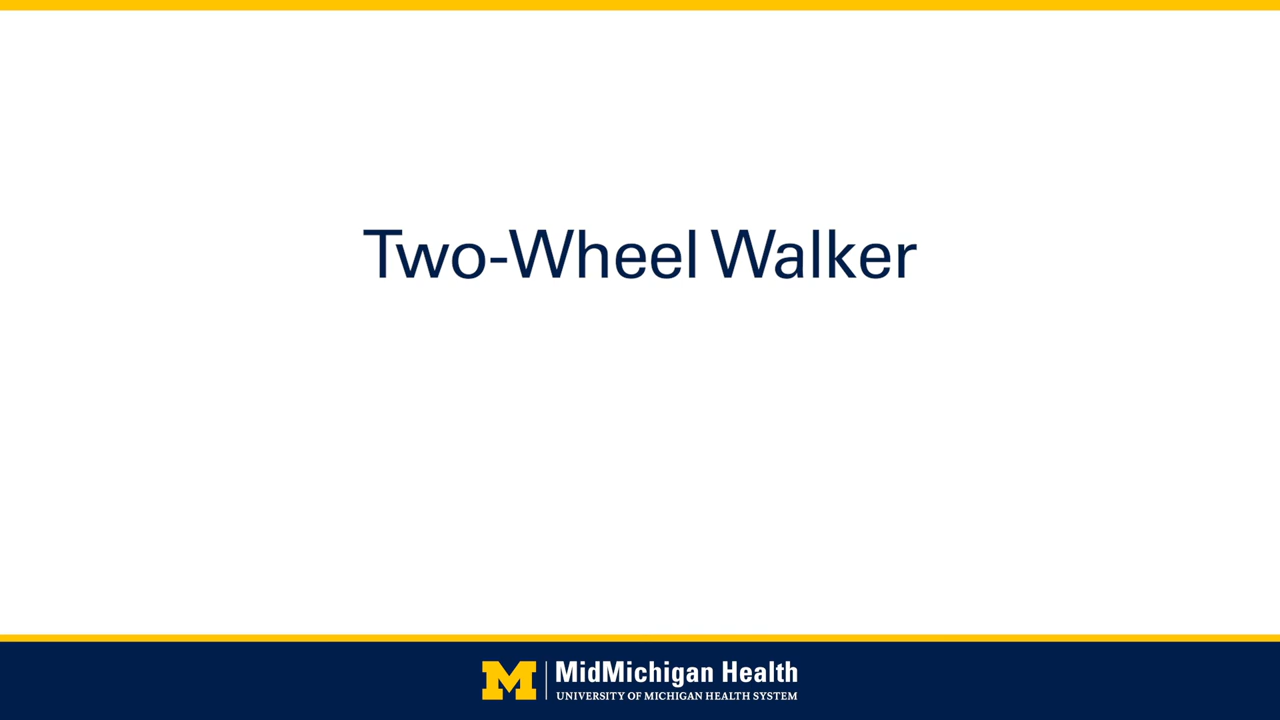 Two-Wheel Walker
M
MidMichigan Health
UNIVERSITY OF MICHIGAN HEALTH SYSTEM